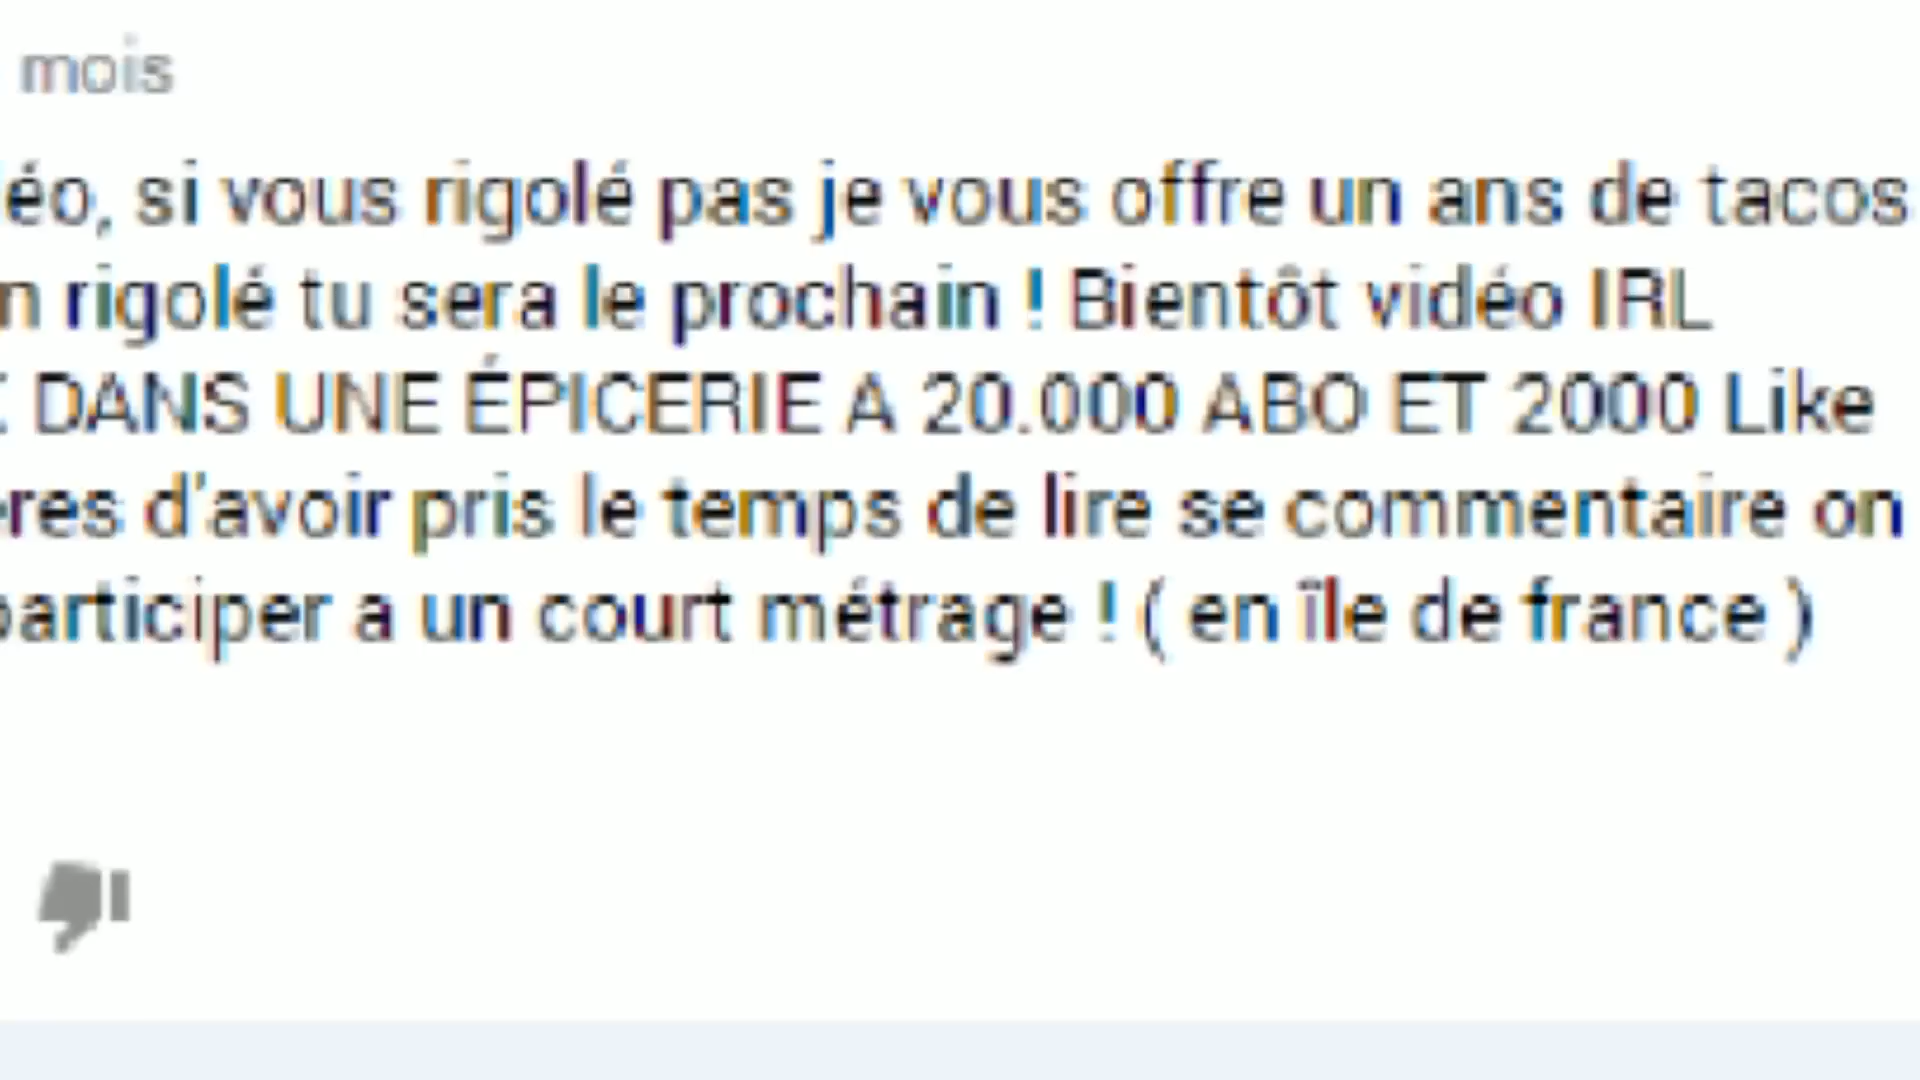 mois
éo, si vous rigolé pas je vous offre un ans de tacos
n rigolé tu sera le prochain ! Bientôt vidéo IRL
DANS UNE ÉPICERIE A 20.000 ABO ET 2000 Like
res d'avoir pris le temps de lire se commentaire on
participer a un court métrage ! ( en île de france )